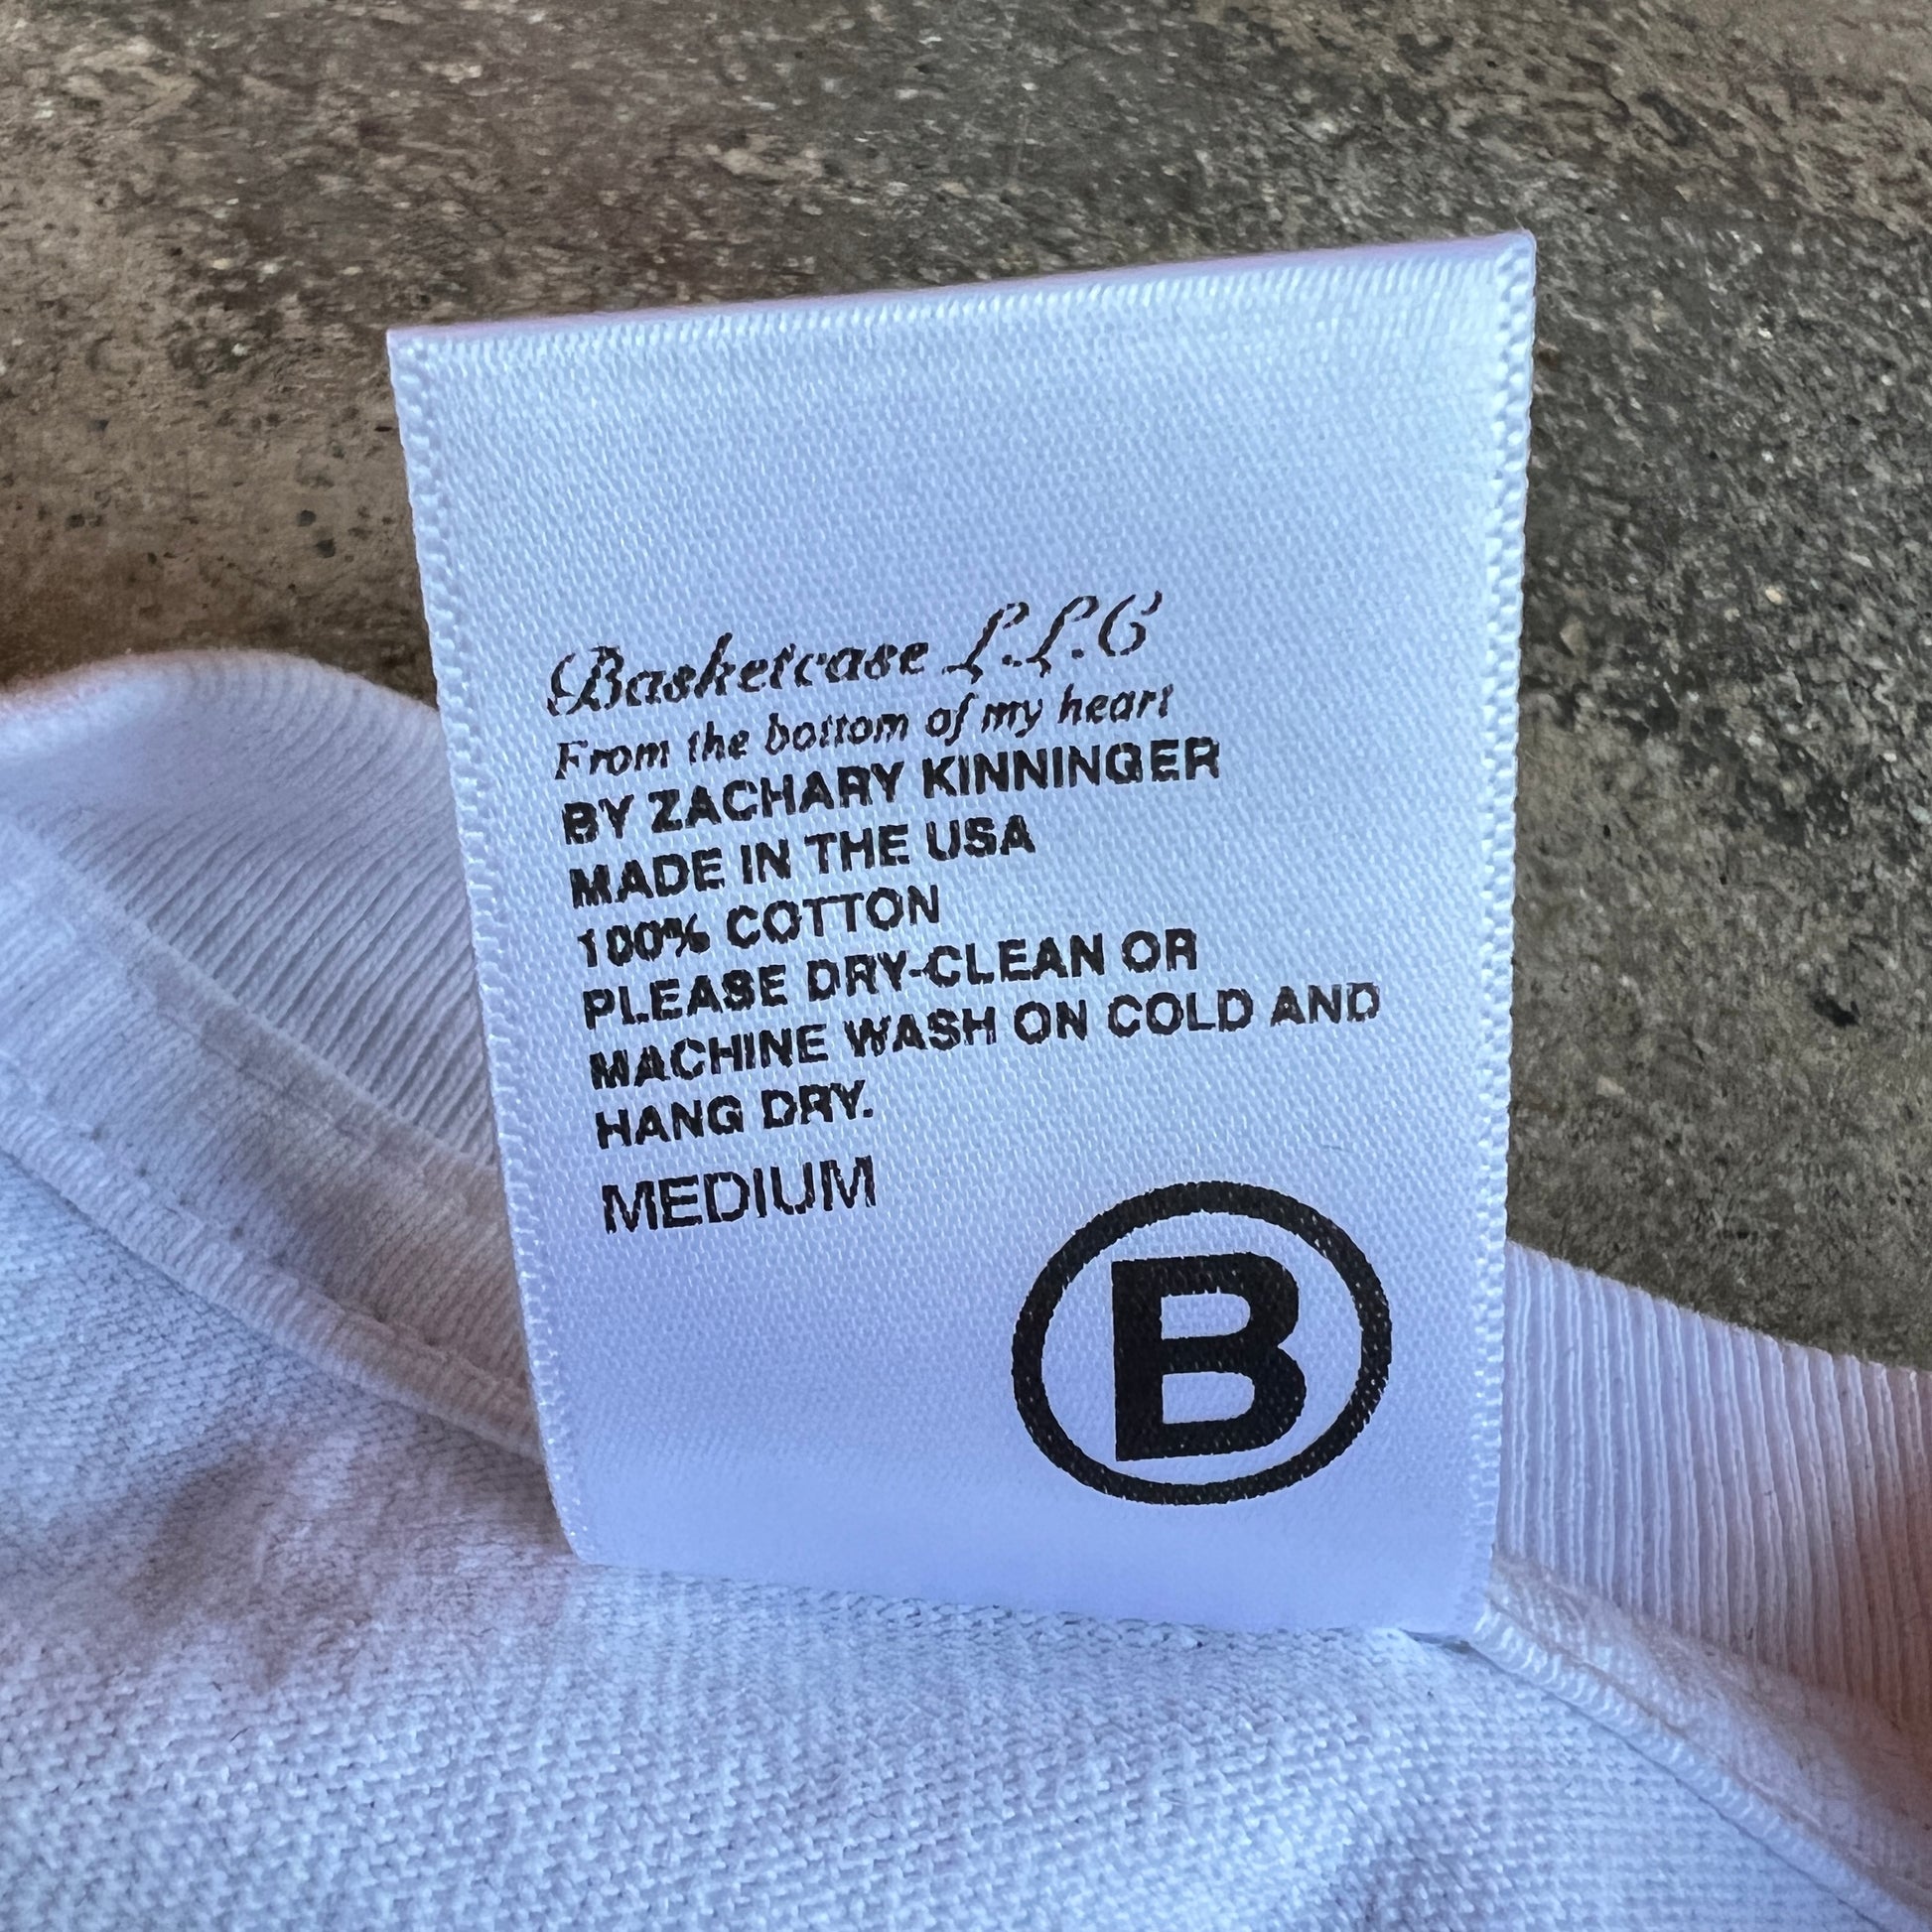 Basketcase L.L.C
From the bottom of my heart
BY ZACHARY KINNINGER
MADE IN THE USA
100% COTTON
PLEASE DRY-CLEAN OR
MACHINE WASH ON COLD AND
HANG DRY.
MEDIUM
B